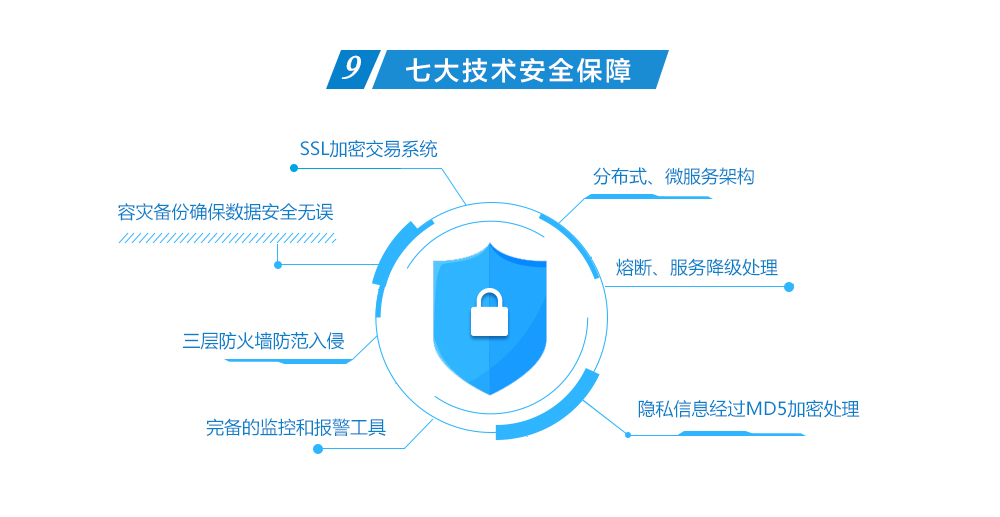 9 七大技术安全保障
SSL加密交易系统
分布式、微服务架构
容灾备份确保数据安全无误
熔断、服务降级处理
三层防火墙防范入侵
隐私信息经过MD5加密处理
完备的监控和报警工具